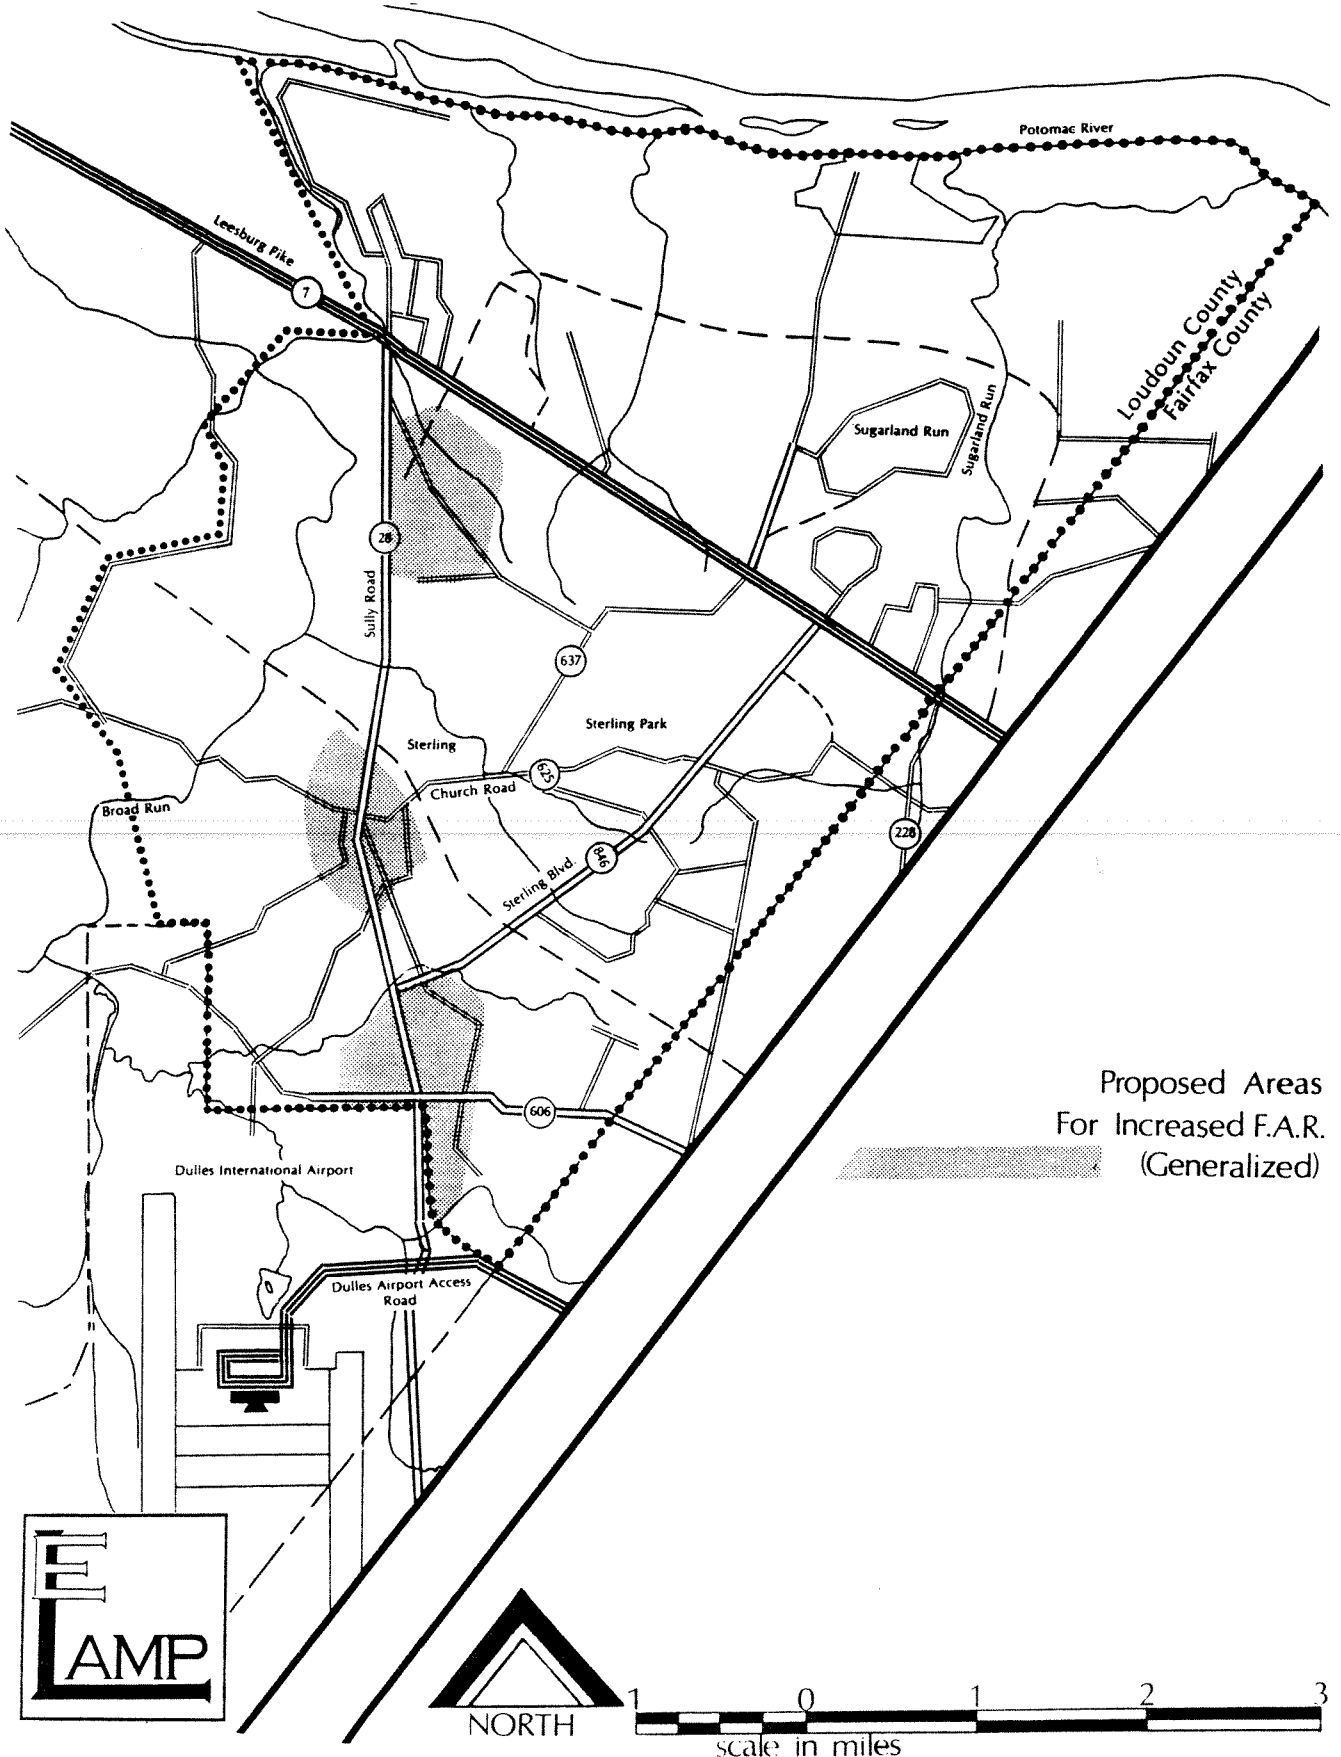 Potomac River
Leesburg Pike
7
Loudoun County
Fairfax County
Sugarland Run
Sugarland Run
28
Sully Road
637
Sterling Park
Sterling
625
Church Road
Broad Run
228
846
Sterling Blvd.
Proposed Areas
For Increased F.A.R.
(Generalized)
606
Dulles International Airport
Dulles Airport Access
Road
E
LAMP
NORTH
1 0 1 2 3
scale in miles